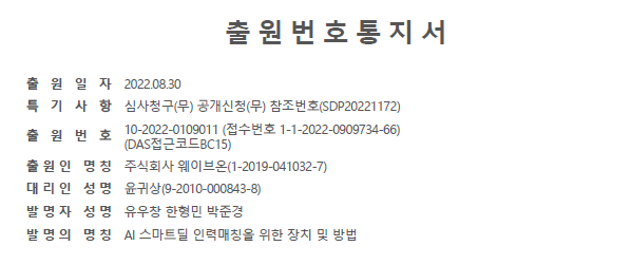 출 원 번 호 통 지 서
출 원 일 자 2022.08.30
특 기 사 항 심사청구(무) 공개신청(무) 참조번호(SDP20221172)
출 원 번 호 10-2022-0109011 (접수번호 1-1-2022-0909734-66)
(DAS접근코드BC15)
출 원 인 명 칭 주식회사 웨이브온(1-2019-041032-7)
대 리 인 성 명 윤귀상(9-2010-000843-8)
발 명 자 성 명 유우창 한형민 박준경
발 명 의 명 칭 AI 스마트딜 인력매칭을 위한 장치 및 방법